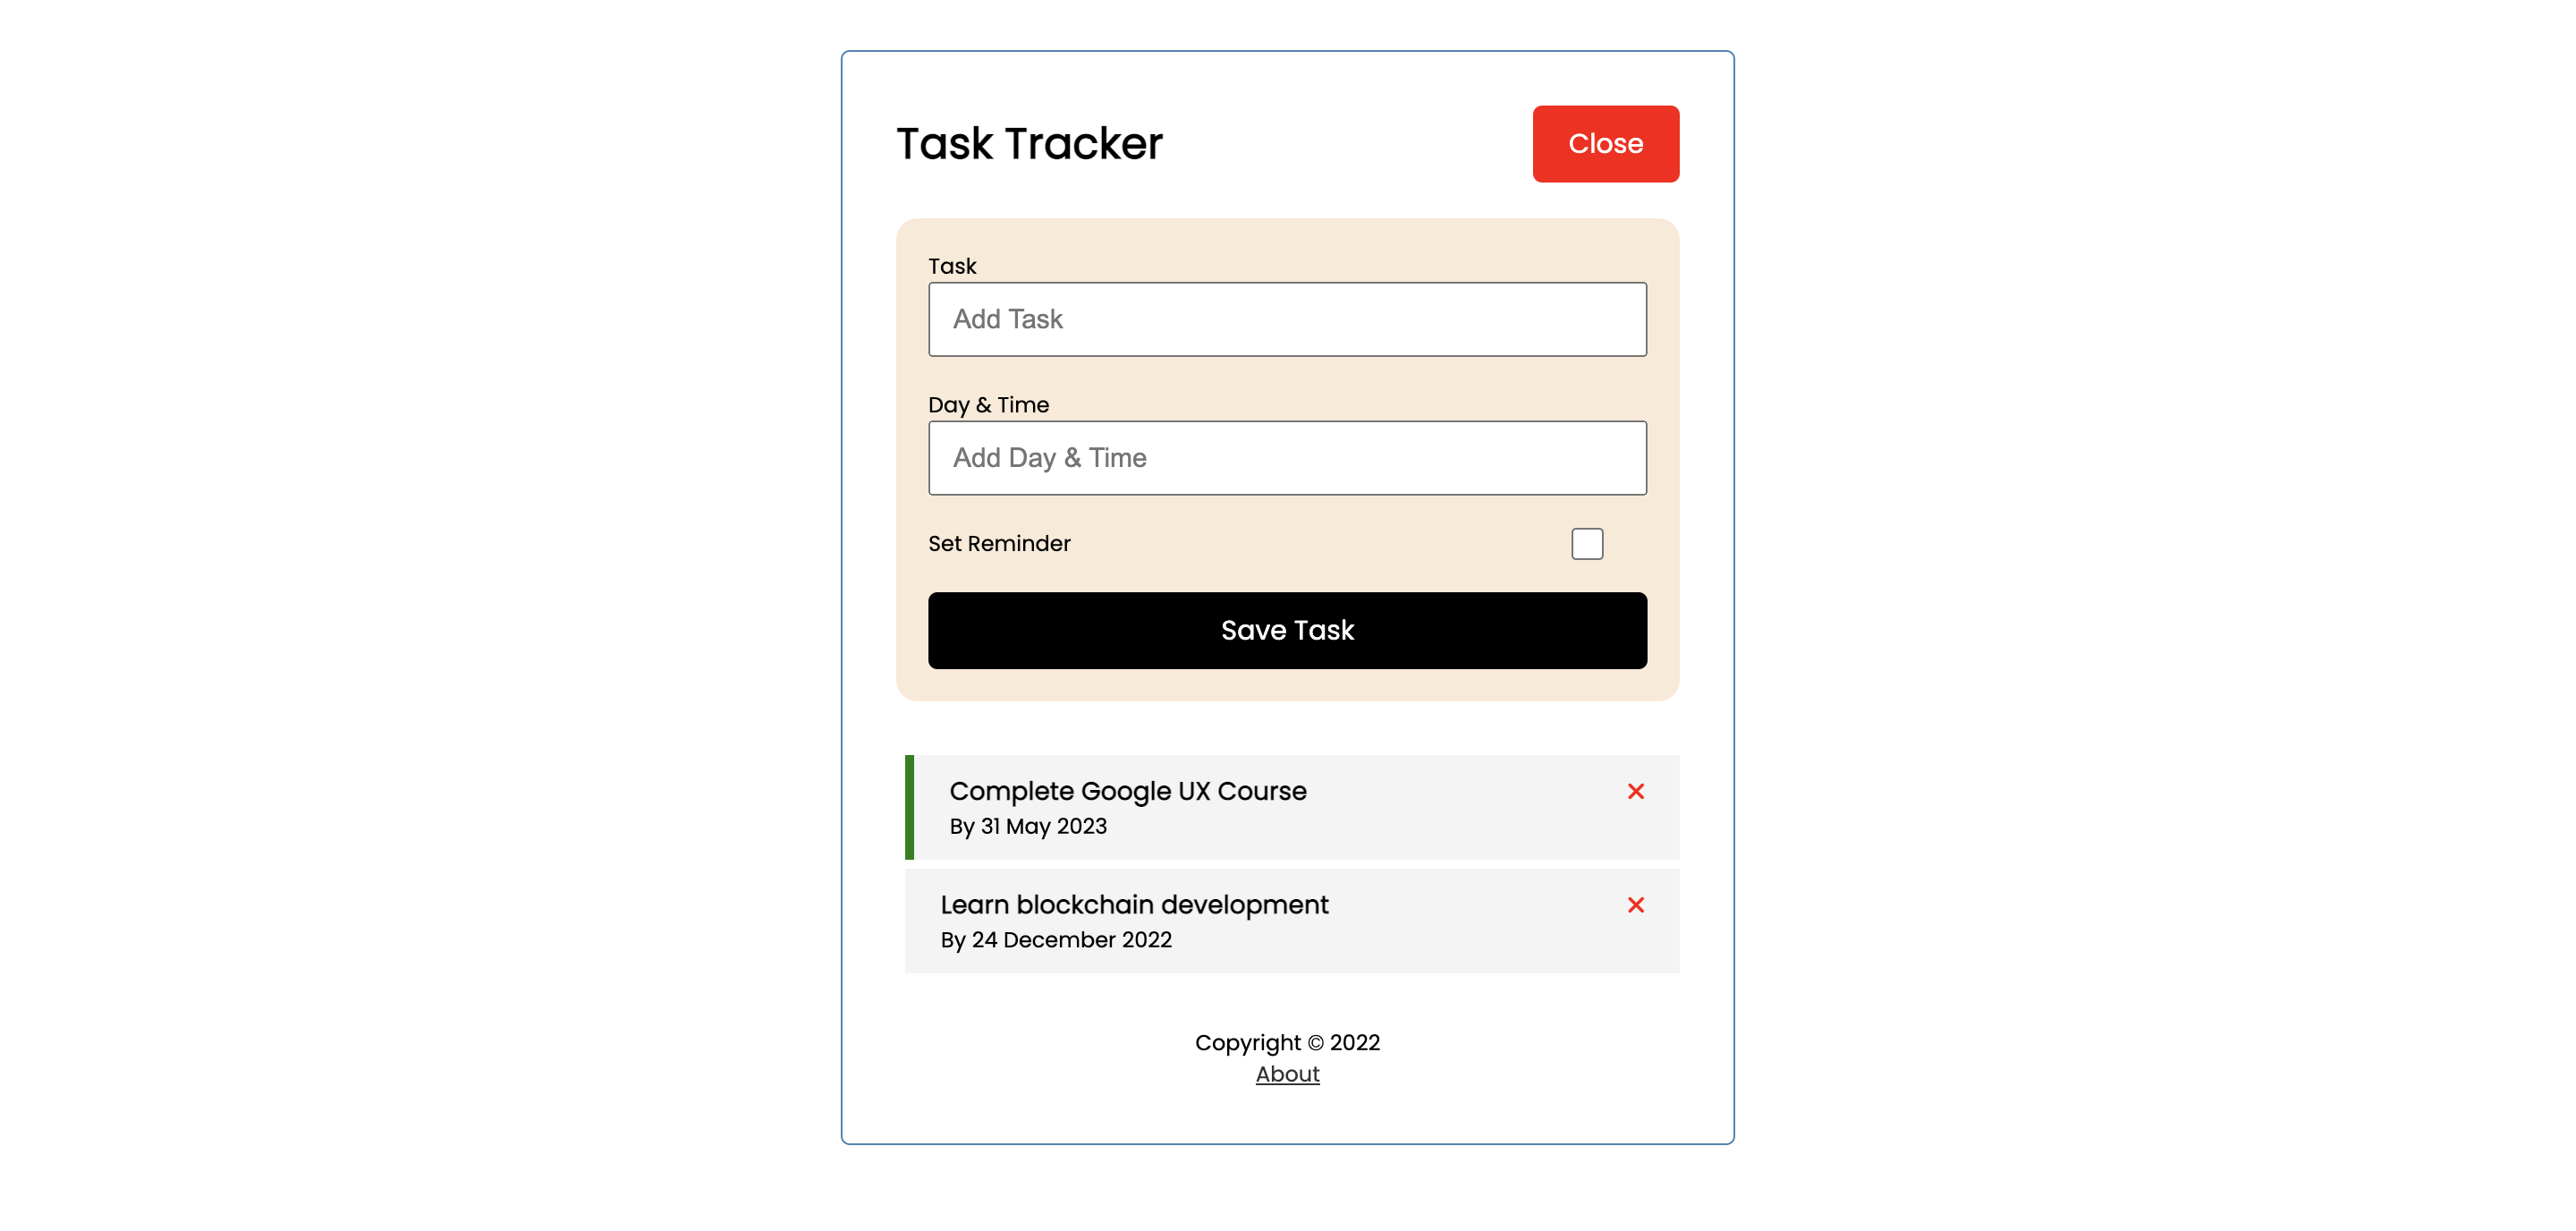 Task Tracker
Close
Task
Add Task
Day & Time
Add Day & Time
Set Reminder
Save Task
Complete Google UX Course
By 31 May 2023
Learn blockchain development
By 24 December 2022
Copyright © 2022
About